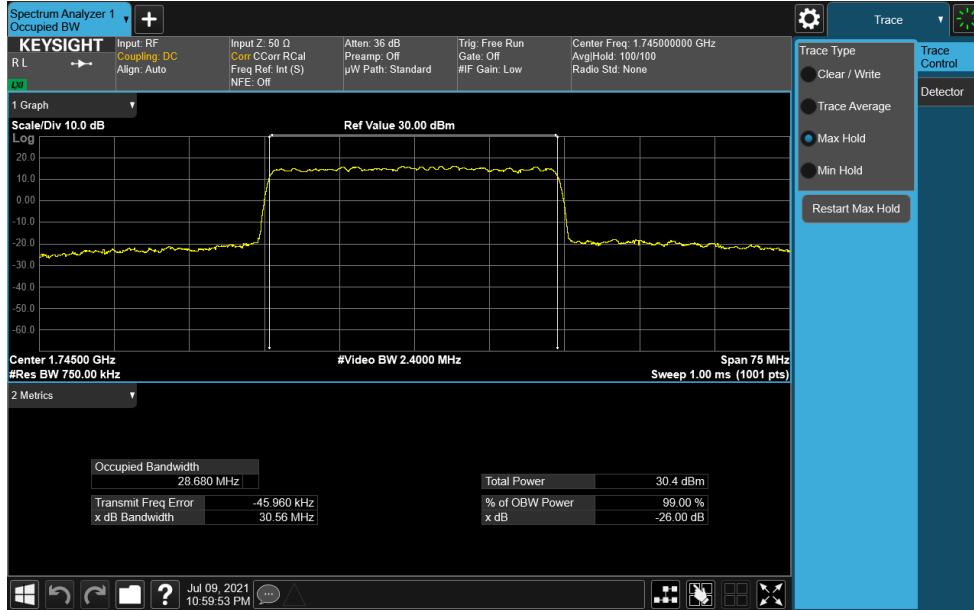 Spectrum Analyzer 1
Occupied BW
Trace
KEYSIGHT
R L
LXI
Input: RF
Coupling: DC
Align: Auto
Input Z: 50 Ω
Corr CCorr RCal
Freq Ref: Int (S)
NFE: Off
Atten: 36 dB
Preamp: Off
µW Path: Standard
Trig: Free Run
Gate: Off
#IF Gain: Low
Center Freq: 1.745000000 GHz
Avg|Hold: 100/100
Radio Std: None
Trace Type
Clear / Write
Trace Average
Max Hold
Min Hold
Restart Max Hold
Trace
Control
Detector
1 Graph
Scale/Div 10.0 dB
Ref Value 30.00 dBm
Log
20.0
10.0
0.00
-10.0
-20.0
-30.0
-40.0
-50.0
-60.0
Center 1.74500 GHz
#Video BW 2.4000 MHz
Span 75 MHz
#Res BW 750.00 kHz
Sweep 1.00 ms (1001 pts)
2 Metrics
Occupied Bandwidth
28.680 MHz
Total Power 30.4 dBm
Transmit Freq Error -45.960 kHz
% of OBW Power 99.00 %
x dB Bandwidth 30.56 MHz
x dB -26.00 dB
?
Jul 09, 2021
10:59:53 PM